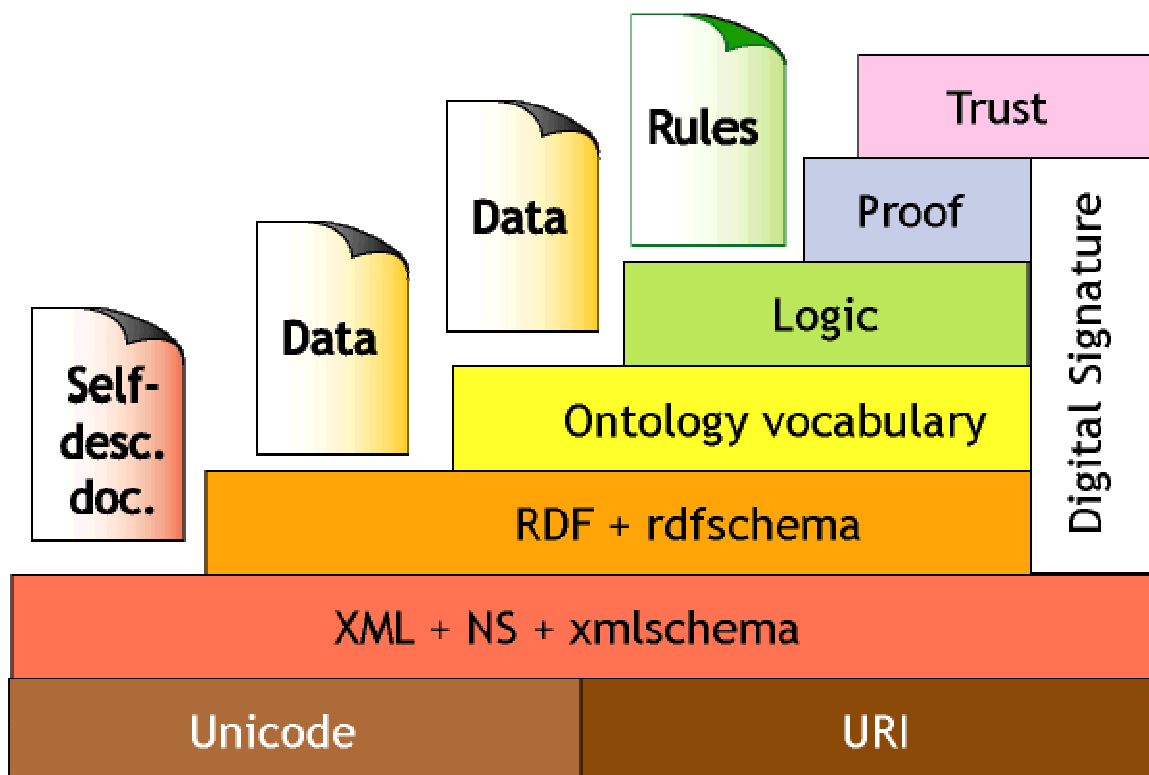 Trust
Rules
Proof
Data
Logic
Data
Digital Signature
Self-
desc.
doc.
Ontology vocabulary
RDF + rdfschema
XML + NS + xmlschema
Unicode
URI